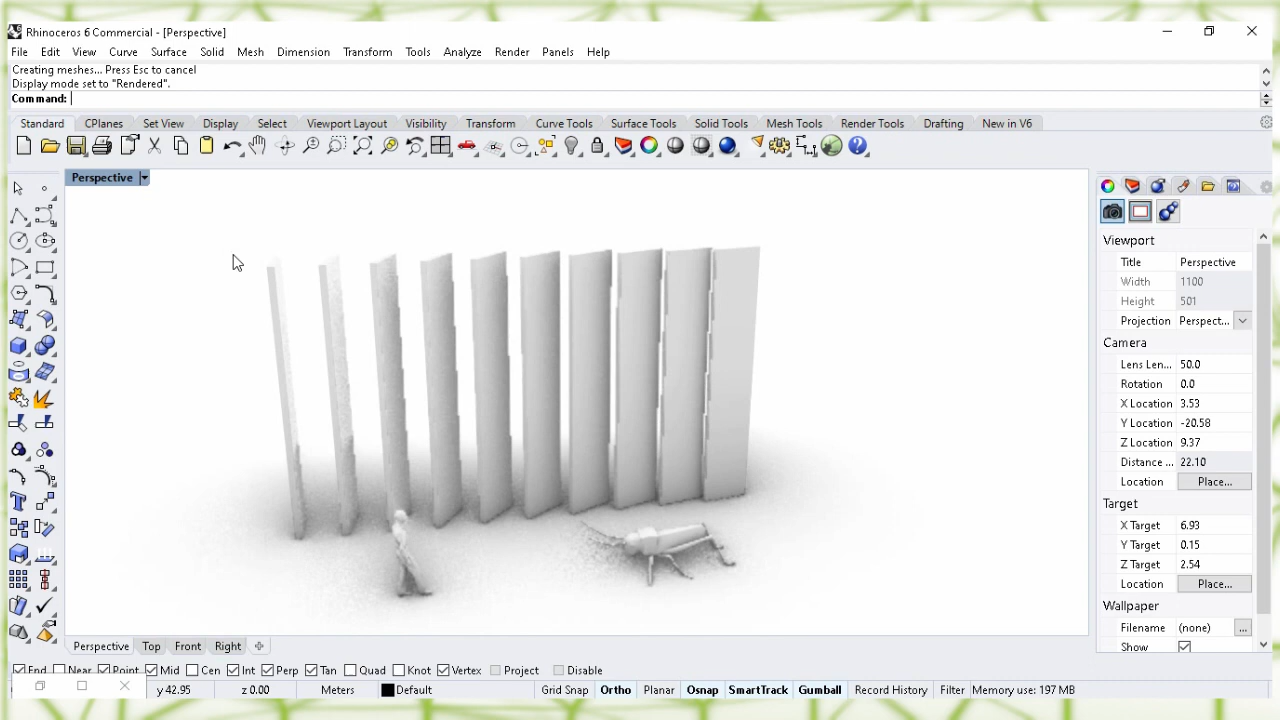 Rhinoceros 6 Commercial - [Perspective]
File Edit View Curve Surface Solid Mesh Dimension Transform Tools Analyze Render Panels Help
Creating meshes... Press Esc to cancel
Display mode set to "Rendered".
Command:
Standard CPlanes Set View Display Select Viewport Layout Visibility Transform Curve Tools Surface Tools Solid Tools Mesh Tools Render Tools Drafting New in V6
Perspective
Viewport
Title Perspective
Width 1100
Height 501
Projection Perspect...
Camera
Lens Len... 50.0
Rotation 0.0
X Location 3.53
Y Location -20.58
Z Location 9.37
Distance ... 22.10
Location Place...
Target
X Target 6.93
Y Target 0.15
Z Target 2.54
Location Place...
Wallpaper
Filename (none) ...
Show
Perspective Top Front Right
End Near Point Mid Cen Int Perp Tan Quad Knot Vertex Project Disable
y 42.95 z 0.00 Meters Default Grid Snap Ortho Planar Osnap SmartTrack Gumball Record History Filter Memory use: 197 MB